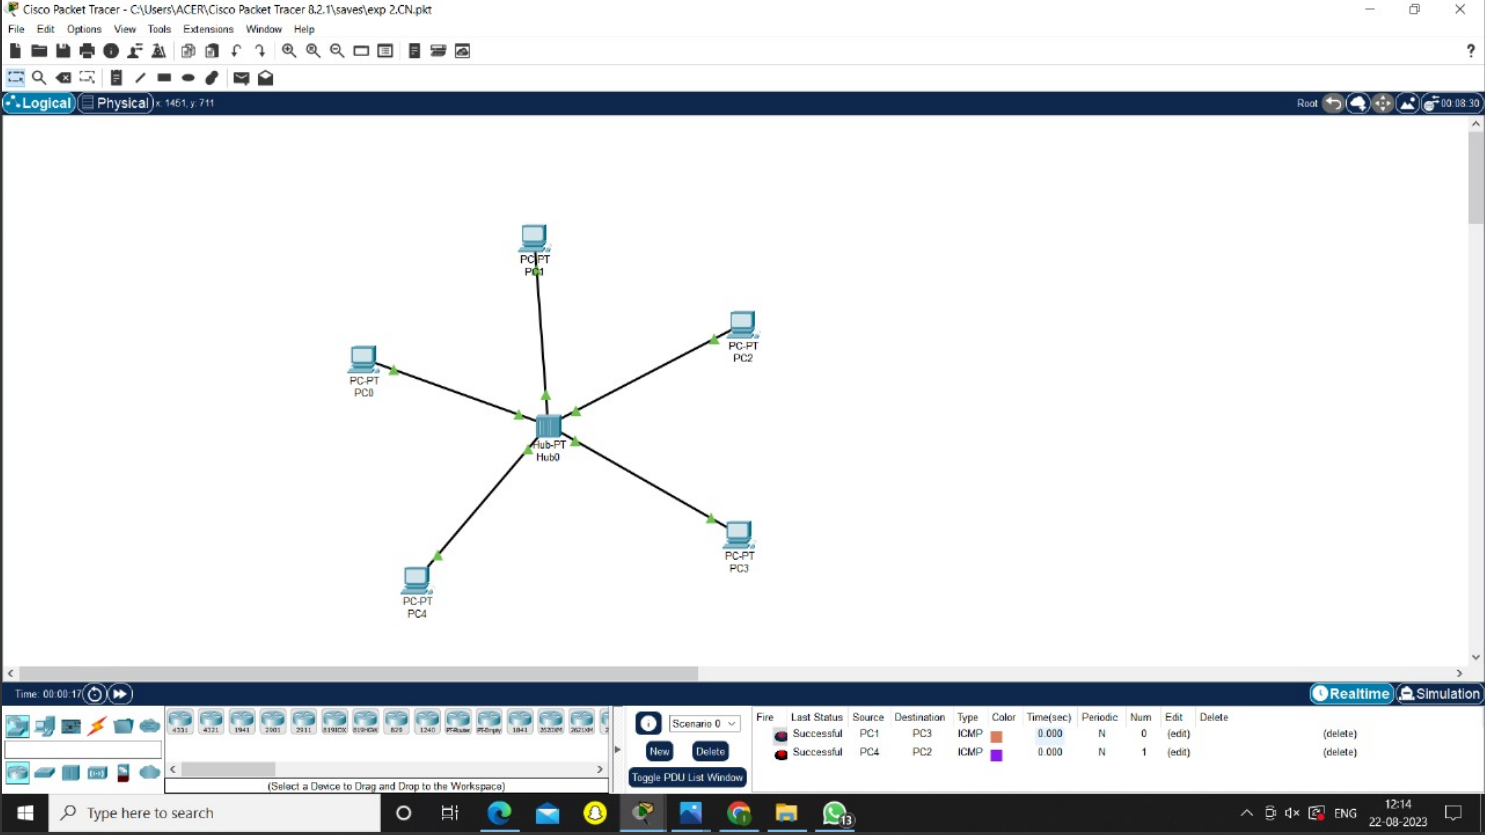 Cisco Packet Tracer - C:\Users\ACER\Cisco Packet Tracer 8.2.1\saves\exp 2.CN.pkt
File Edit Options View Tools Extensions Window Help
?
Logical Physical x: 1451, y: 711 Root 00:08:30
PC-PT
PC1
PC-PT
PC2
PC-PT
PC0
Hub-PT
Hub0
PC-PT
PC3
PC-PT
PC4
Time: 00:00:17 Realtime Simulation
4331 4321 1941 2901 2911 819IOX 819HGW 829 1240 PT-Router PT-Empty 1841 2620XM 2621XM
(Select a Device to Drag and Drop to the Workspace)
Scenario 0
New Delete
Toggle PDU List Window
Fire Last Status Source Destination Type Color Time(sec) Periodic Num Edit Delete
Successful PC1 PC3 ICMP 0.000 N 0 (edit) (delete)
Successful PC4 PC2 ICMP 0.000 N 1 (edit) (delete)
Type here to search
13
ENG
12:14
22-08-2023